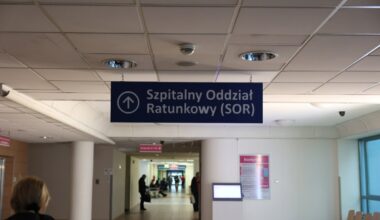 Szpitalny Oddział
Ratunkowy (SOR)